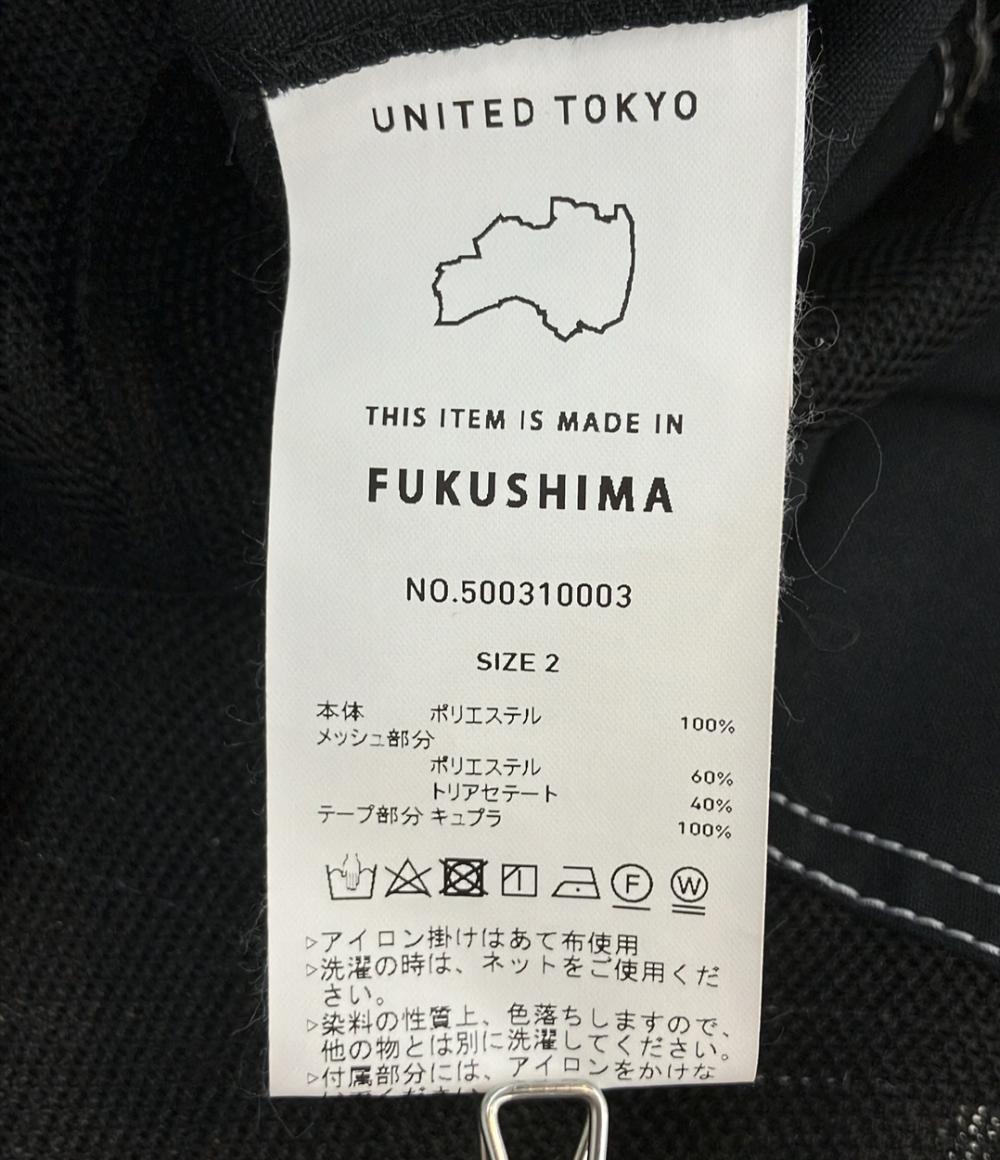 UNITED TOKYO
THIS ITEM IS MADE IN
FUKUSHIMA
NO.500310003
SIZE 2
本体 ポリエステル 100%
メッシュ部分
ポリエステル 60%
トリアセテート 40%
テープ部分 キュプラ 100%
F W
▷アイロン掛けはあて布使用
▷洗濯の時は、ネットをご使用くだ
さい。
▷染料の性質上、色落ちしますので、
他の物とは別に洗濯してください。
▷付属部分には、アイロンをかけな